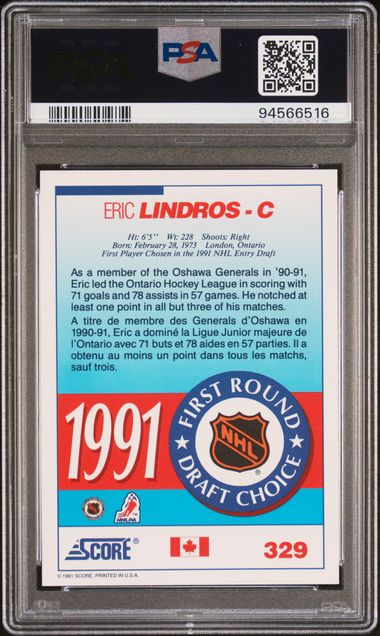 PSA
94566516
ERIC LINDROS - C
Ht: 6'5" Wt: 228 Shoots: Right
Born: February 28, 1973 London, Ontario
First Player Chosen in the 1991 NHL Entry Draft
As a member of the Oshawa Generals in '90-
91, Eric led the Ontario Hockey League in scoring with
71 goals and 78 assists in 57 games. He notched at
least one point in all but three of his matches.
A titre de membre des Generals d'Oshawa en
1990-91, Eric a dominé la Ligue Junior majeure de
l'Ontario avec 71 buts et 78 aides en 57 parties. Il a
obtenu au moins un point dans tous les matchs,
sauf trois.
1991
FIRST ROUND
NHL
®
DRAFT CHOICE
NHL
NHLPA
SCORE®
329
© 1991 SCORE, PRINTED IN U.S.A.